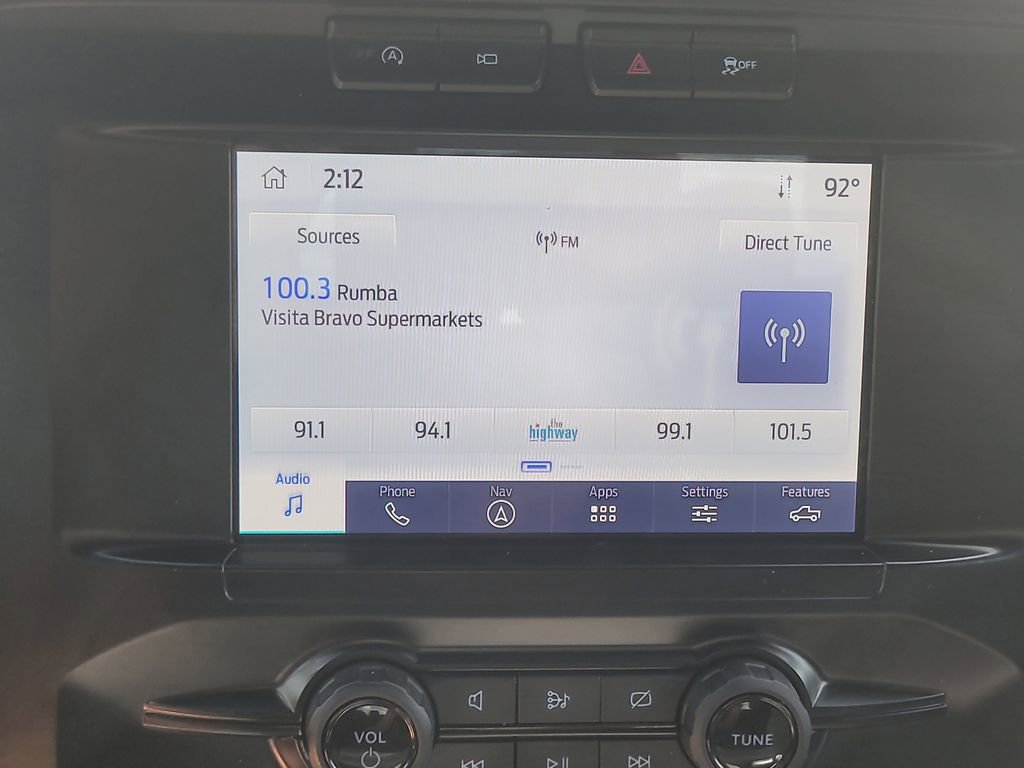 A
OFF
2:12
92°
Sources
FM
Direct Tune
100.3 Rumba
Visita Bravo Supermarkets
91.1
94.1
the highway
99.1
101.5
Audio
Phone
Nav
Apps
Settings
Features
VOL
TUNE